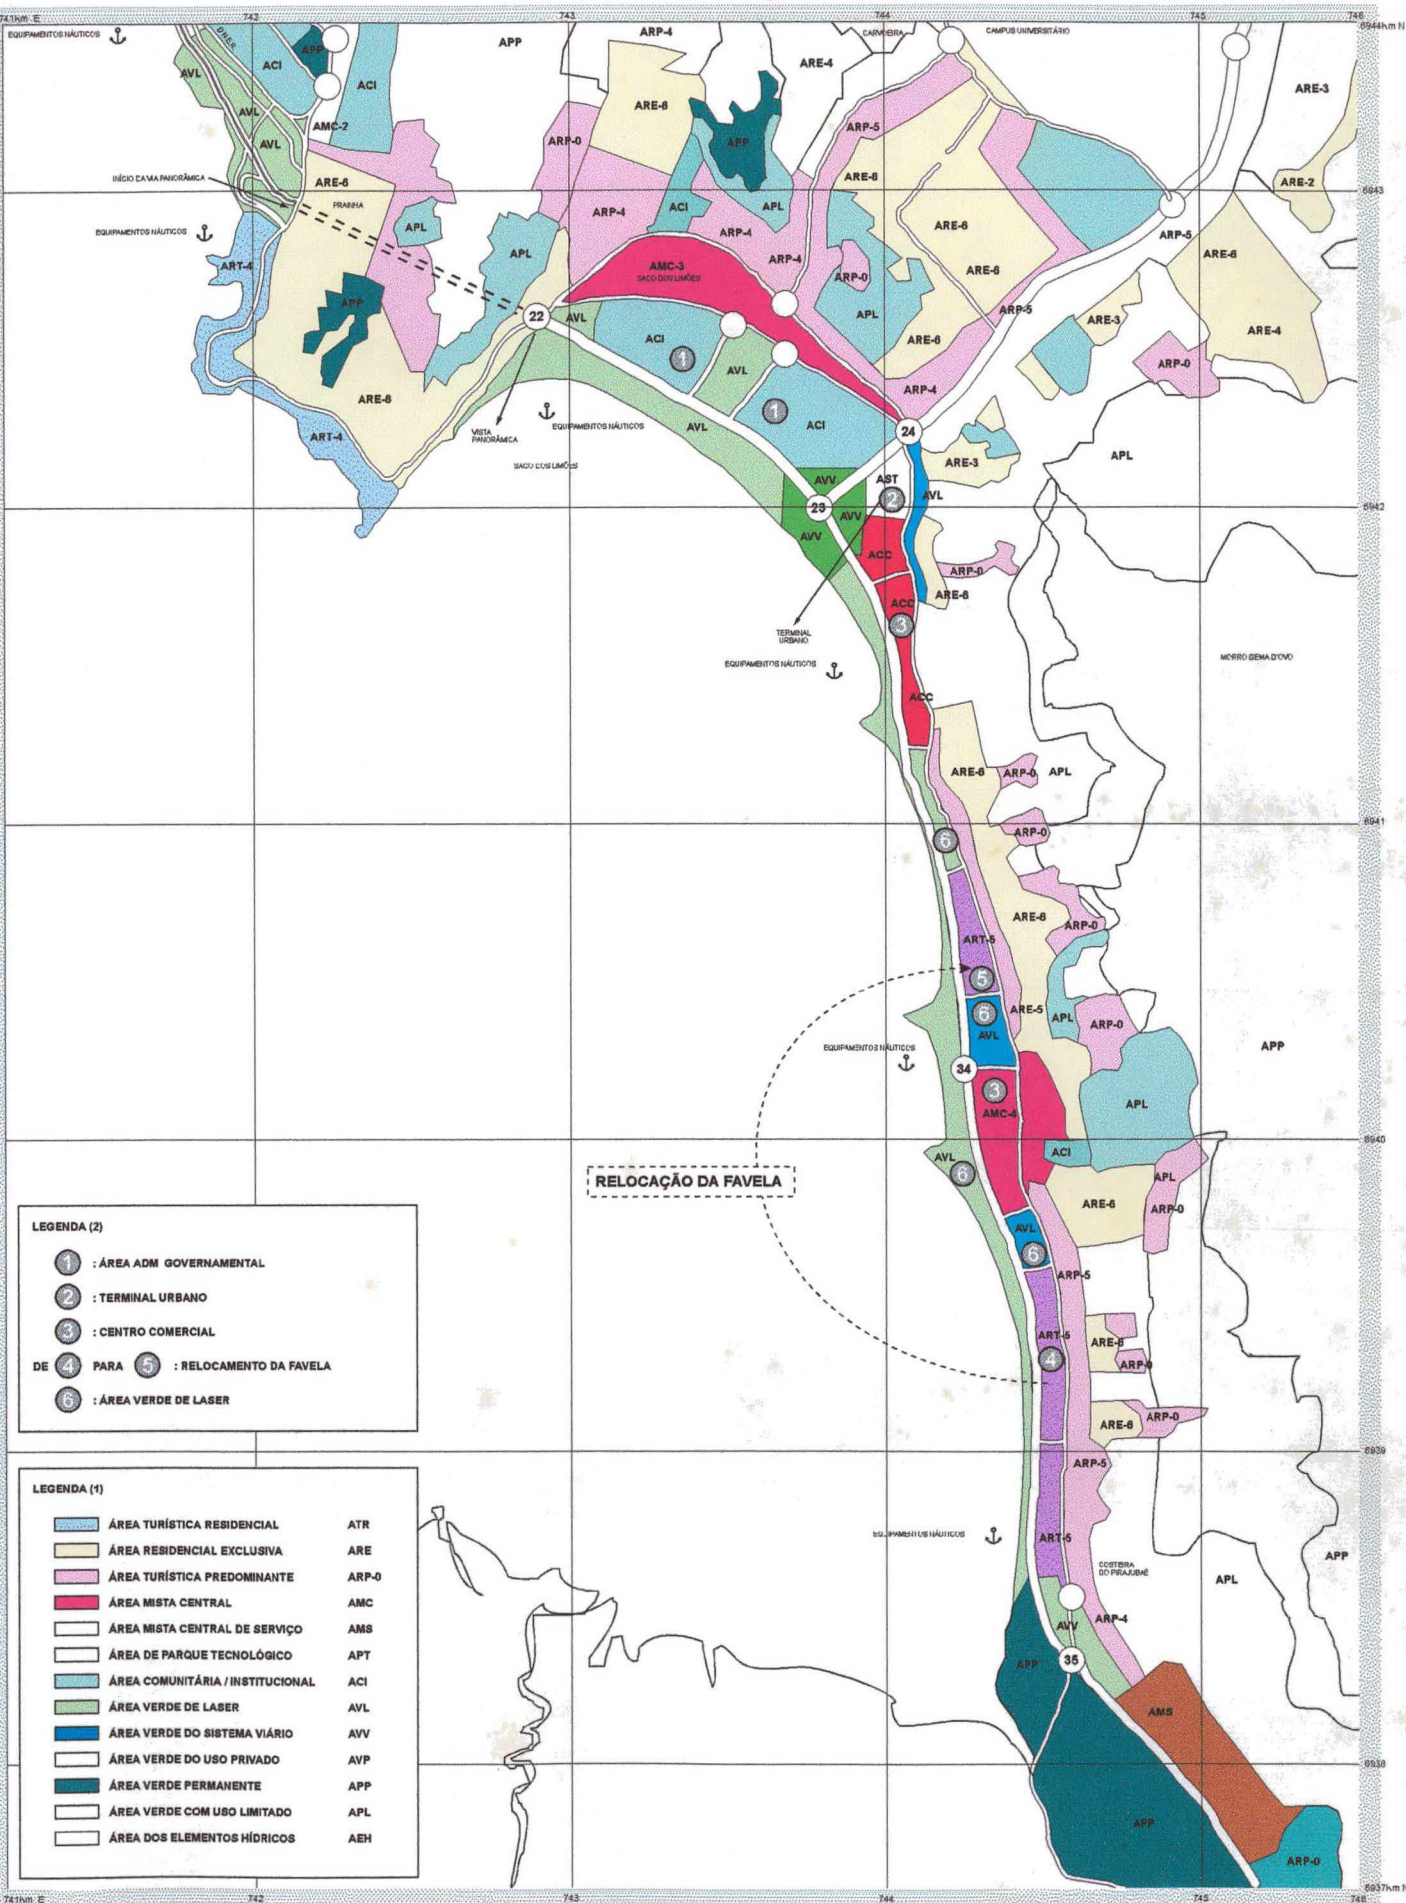 741km E 742 743 744 745 746
6944km N
EQUIPAMENTOS NÁUTICOS
DNER
ACI
APP
ACI
APP
ARP-4
CARVOEIRA
CAMPUS UNIVERSITÁRIO
ARE-4
ARE-3
AVL
AVL
AMC-2
ARE-6
APP
ARP-5
AVL
ARP-0
INÍCIO DA VIA PANORÂMICA
ARE-6
PRAINHA
ARE-6
ARE-2
6943
ACI
APL
ARP-4
EQUIPAMENTOS NÁUTICOS
APL
ARP-4
ARE-6
ARP-5
APL
ARE-6
ART-4
AMC-3
SACO DOS LIMÕES
ARP-4
ARP-0
ARE-6
APP
ARP-5
22
AVL
APL
ARE-3
ARE-4
ACI
ARE-6
1
AVL
ARP-0
ARE-6
ARP-4
1
VISTA
PANORÂMICA
EQUIPAMENTOS NÁUTICOS
AVL
ACI
24
ART-4
APL
SACO DOS LIMÕES
ARE-3
AVV
AST
2
AVL
23
AVV
6942
AVV
ACC
ARP-0
ARE-6
ACC
3
TERMINAL
URBANO
MORRO GEMA D'OVO
EQUIPAMENTOS NÁUTICOS
ACC
ARE-6
ARP-0
APL
6941
ARP-0
6
ARE-6
ARP-0
ART-5
5
ARE-5
6
APL
ARP-0
AVL
EQUIPAMENTOS NÁUTICOS
APP
34
3
AMC-4
APL
6940
ACI
AVL
6
RELOCAÇÃO DA FAVELA
APL
ARE-6
ARP-0
AVL
6
ARP-5
ART-5
ARE-6
4
ARP-0
ARE-6
ARP-0
6939
ARP-5
ART-5
COSTEIRA
DO PIRAJUBAÉ
APP
APL
ARP-4
AVV
35
APP
AMS
6938
APP
ARP-0
LEGENDA (2)
1 : ÁREA ADM GOVERNAMENTAL
2 : TERMINAL URBANO
3 : CENTRO COMERCIAL
DE 4 PARA 5 : RELOCAMENTO DA FAVELA
6 : ÁREA VERDE DE LASER
LEGENDA (1)
ÁREA TURÍSTICA RESIDENCIAL ATR
ÁREA RESIDENCIAL EXCLUSIVA ARE
ÁREA TURÍSTICA PREDOMINANTE ARP-0
ÁREA MISTA CENTRAL AMC
ÁREA MISTA CENTRAL DE SERVIÇO AMS
ÁREA DE PARQUE TECNOLÓGICO APT
ÁREA COMUNITÁRIA / INSTITUCIONAL ACI
ÁREA VERDE DE LASER AVL
ÁREA VERDE DO SISTEMA VIÁRIO AVV
ÁREA VERDE DO USO PRIVADO AVP
ÁREA VERDE PERMANENTE APP
ÁREA VERDE COM USO LIMITADO APL
ÁREA DOS ELEMENTOS HÍDRICOS AEH
741km E 742 743 744 745 746
6937km N